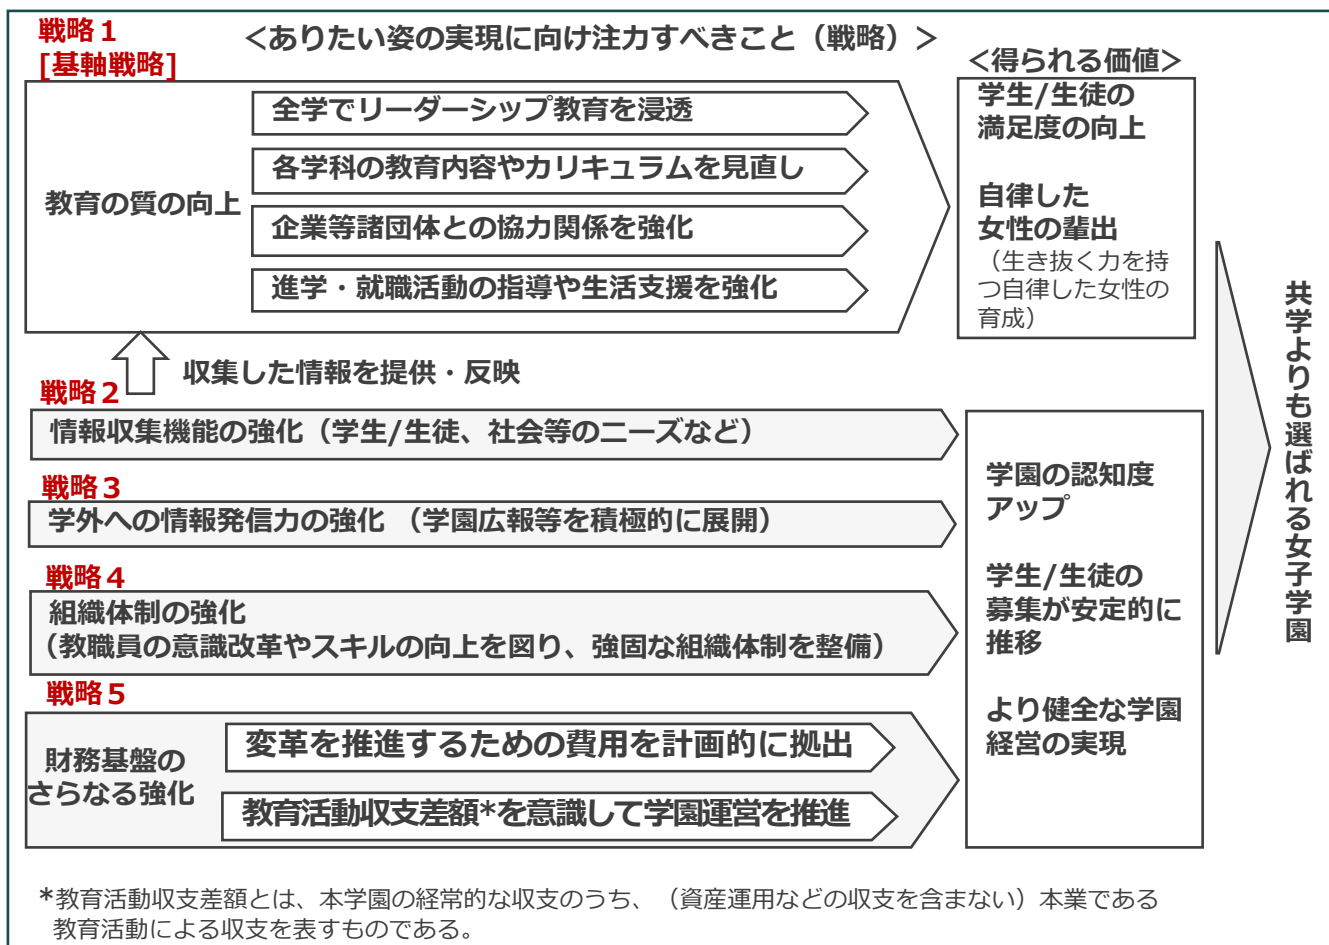 戦略１
[基軸戦略]
＜ありたい姿の実現に向け注力すべきこと（戦略）＞
＜得られる価値＞
教育の質の向上
全学でリーダーシップ教育を浸透
各学科の教育内容やカリキュラムを見直し
企業等諸団体との協力関係を強化
進学・就職活動の指導や生活支援を強化
学生/生徒の
満足度の向上
自律した
女性の輩出
（生き抜く力を持
つ自律した女性の
育成）
収集した情報を提供・反映
戦略２
情報収集機能の強化（学生/生徒、社会等のニーズなど）
戦略３
学外への情報発信力の強化 （学園広報等を積極的に展開）
戦略４
組織体制の強化
（教職員の意識改革やスキルの向上を図り、強固な組織体制を整備）
戦略５
財務基盤の
さらなる強化
変革を推進するための費用を計画的に拠出
教育活動収支差額*を意識して学園運営を推進
学園の認知度
アップ
学生/生徒の
募集が安定的に
推移
より健全な学園
経営の実現
共学よりも選ばれる女子学園
*教育活動収支差額とは、本学園の経常的な収支のうち、（資産運用などの収支を含まない）本業である
教育活動による収支を表すものである。